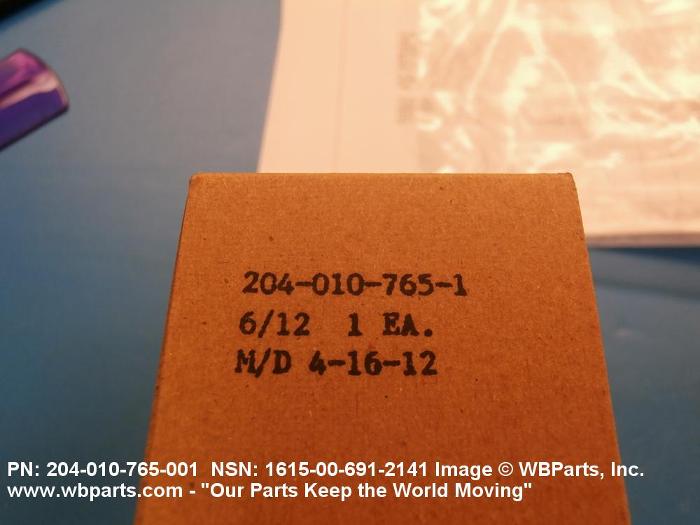 204-010-765-1
6/12 1 EA.
M/D 4-16-12
PN: 204-010-765-001 NSN: 1615-00-691-2141 Image © WBParts, Inc.
www.wbparts.com - "Our Parts Keep the World Moving"